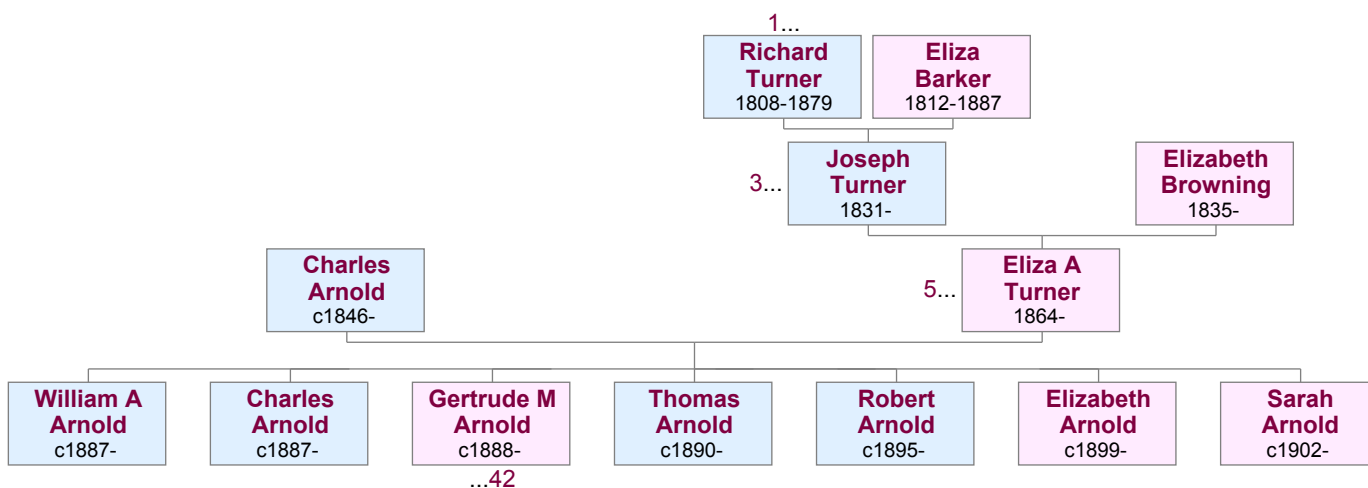 1...
Richard
Turner
1808-1879
Eliza
Barker
1812-1887
3...
Joseph
Turner
1831-
Elizabeth
Browning
1835-
Charles
Arnold
c1846-
5...
Eliza A
Turner
1864-
William A
Arnold
c1887-
Charles
Arnold
c1887-
Gertrude M
Arnold
c1888-
...42
Thomas
Arnold
c1890-
Robert
Arnold
c1895-
Elizabeth
Arnold
c1899-
Sarah
Arnold
c1902-